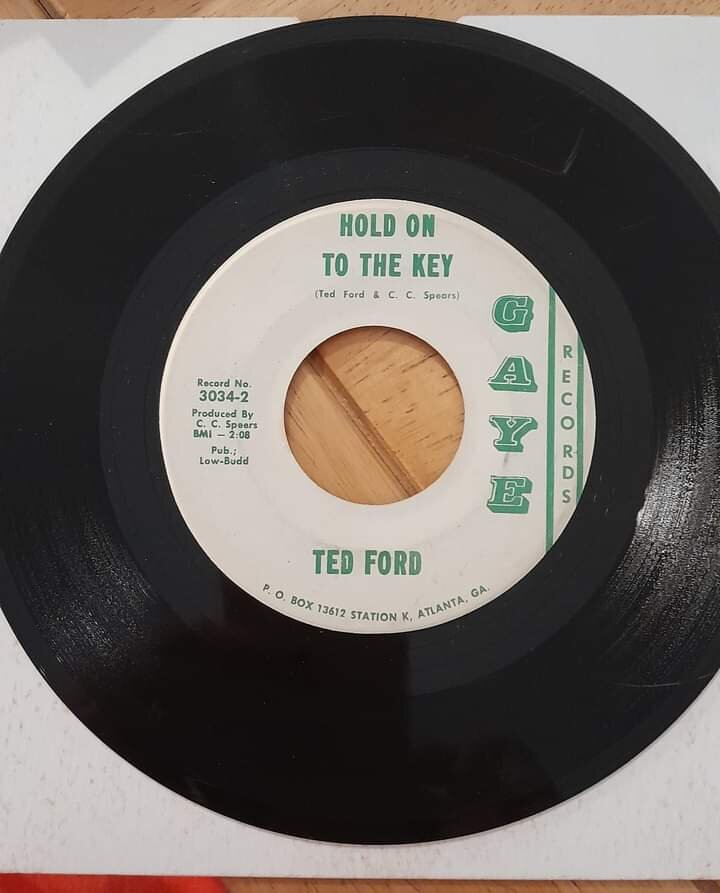 HOLD ON
TO THE KEY
(Ted Ford & C. C. Spears)
Record No.
3034-2
Produced By
C. C. Speers
BMI — 2:08
Pub.;
Low-Budd
GAYE
RECORDS
TED FORD
P. O. BOX 13612 STATION K, ATLANTA, GA.